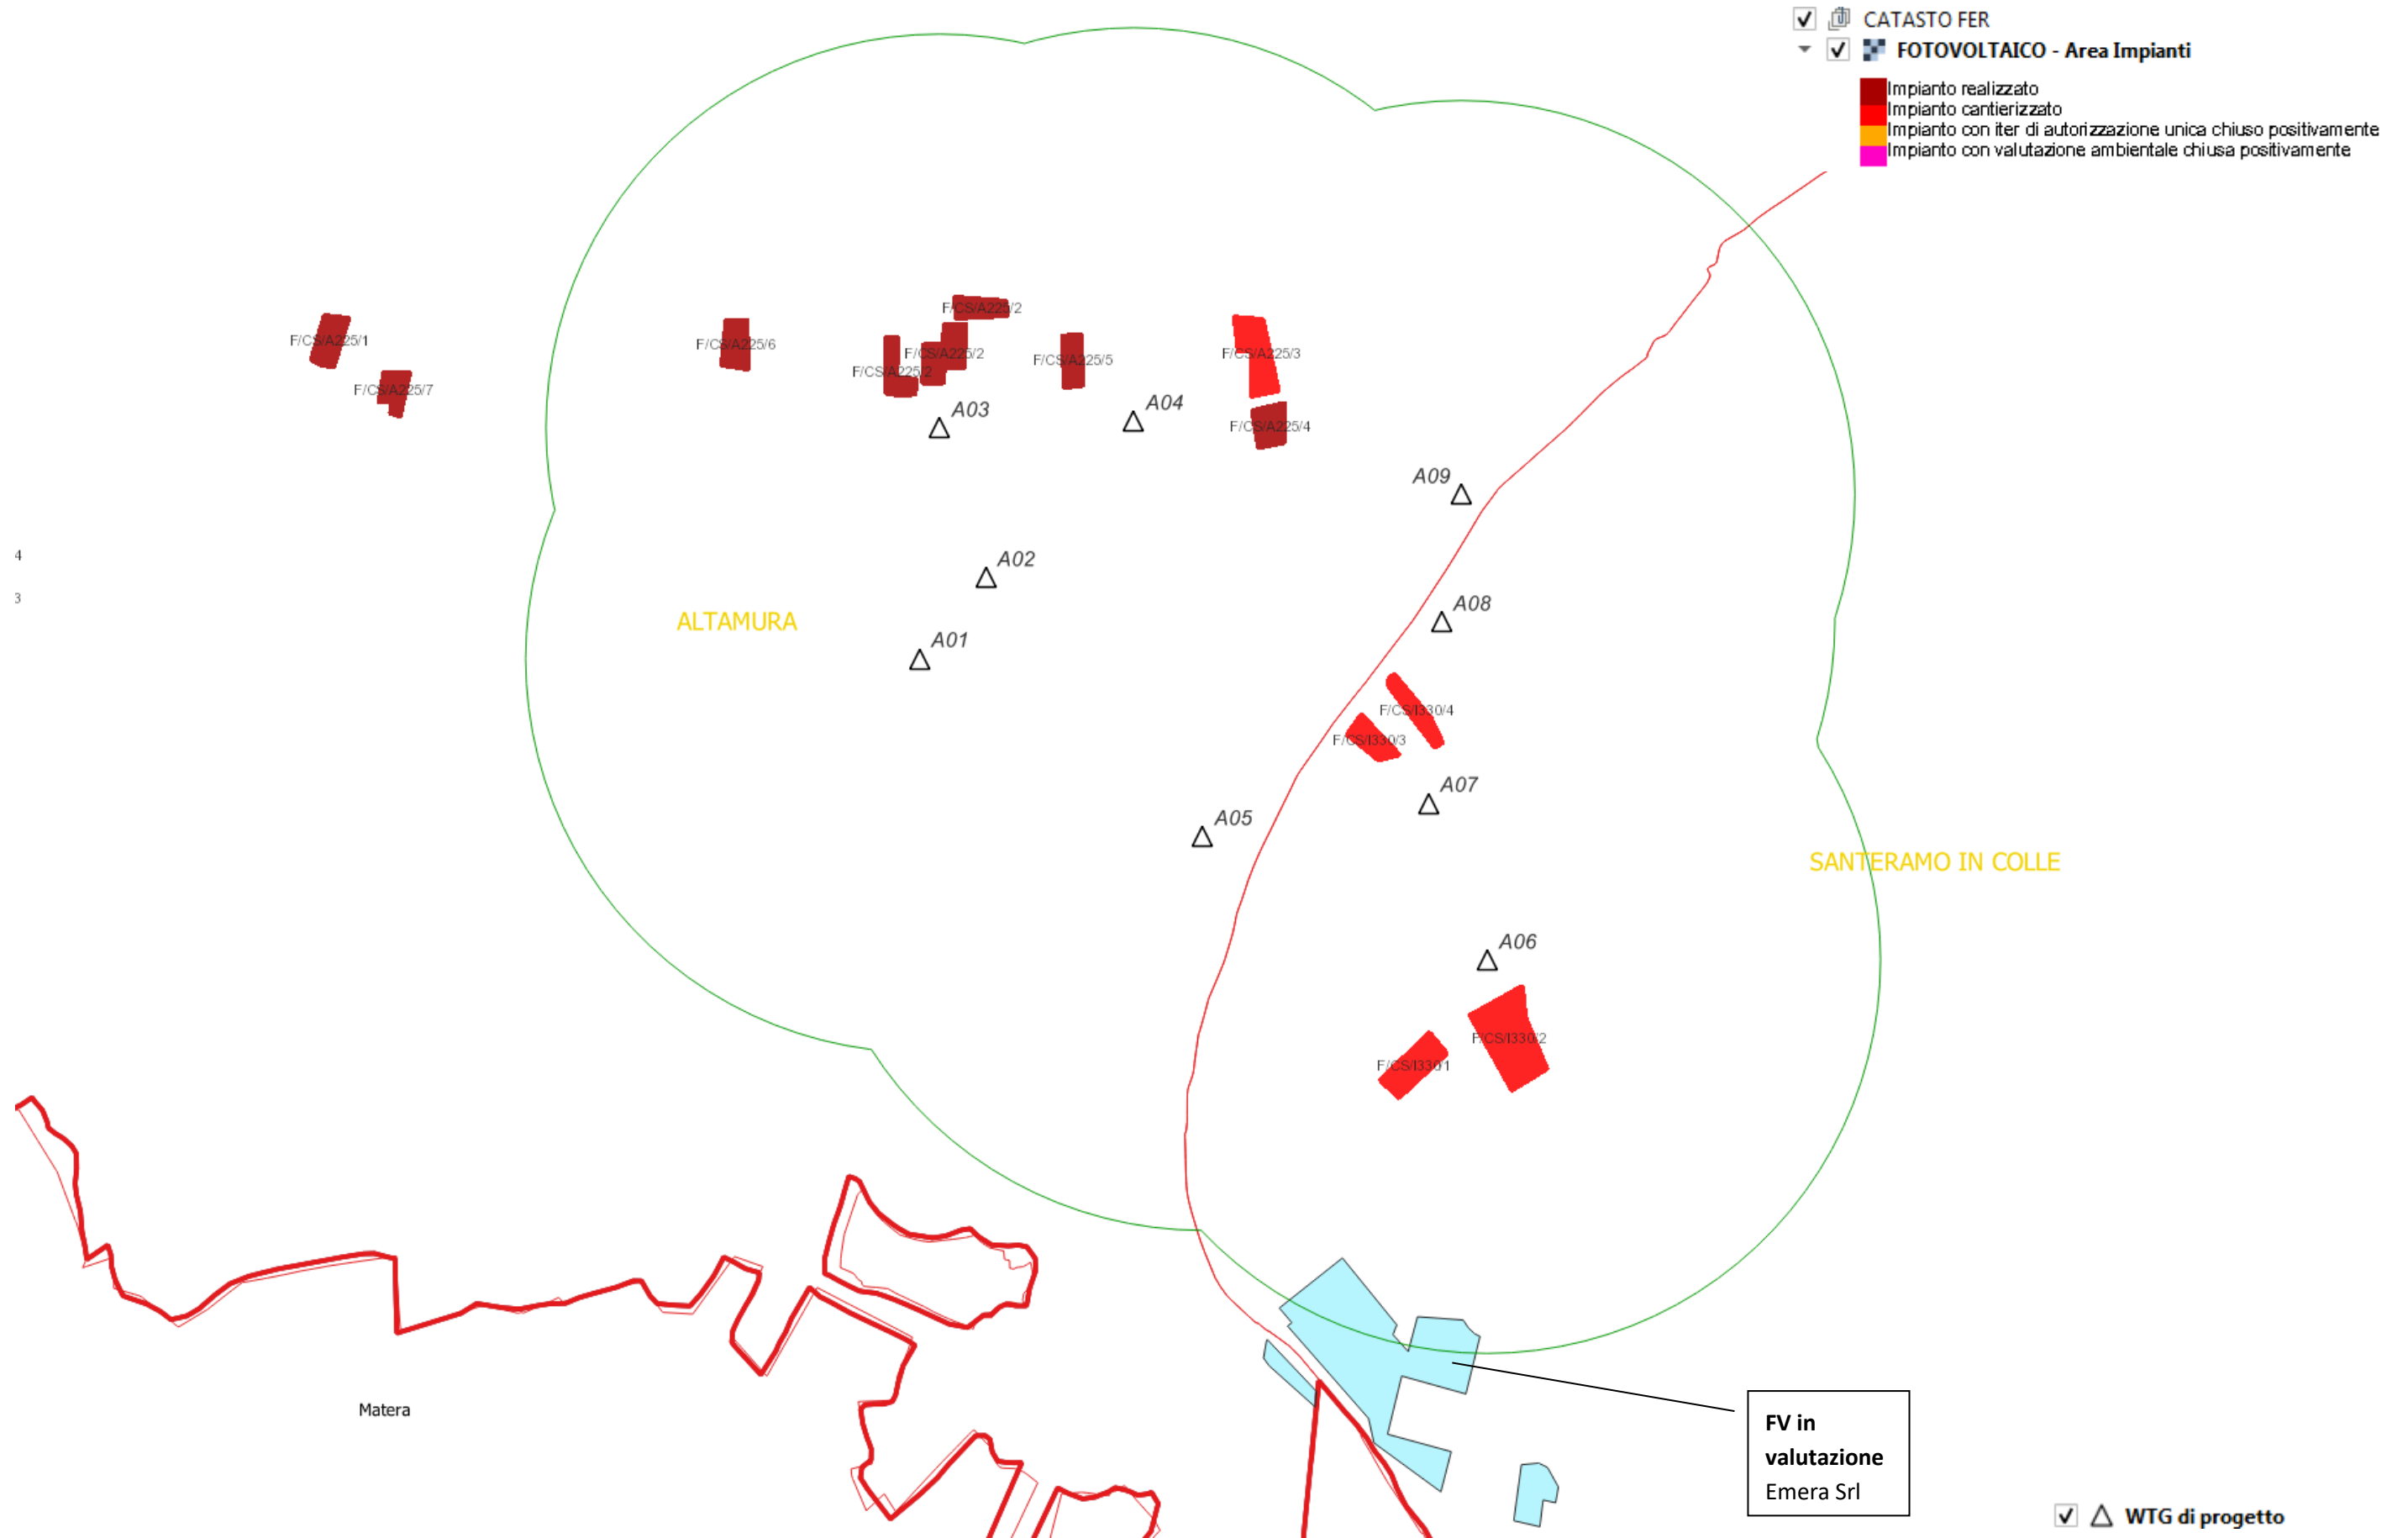 CATASTO FER
FOTOVOLTAICO - Area Impianti
Impianto realizzato
Impianto cantierizzato
Impianto con iter di autorizzazione unica chiuso positivamente
Impianto con valutazione ambientale chiusa positivamente
F/CS/A225/2
F/CS/A225/1
F/CS/A225/6
F/CS/A225/2
F/CS/A225/5
F/CS/A225/3
F/CS/A225/2
F/CS/A225/7
A03
A04
F/CS/A225/4
A09
4
A02
3
A08
ALTAMURA
A01
F/CS/I330/4
F/CS/I330/3
A07
A05
SANTERAMO IN COLLE
A06
F/CS/I330/2
F/CS/I330/1
Matera
FV in
valutazione
Emera Srl
WTG di progetto